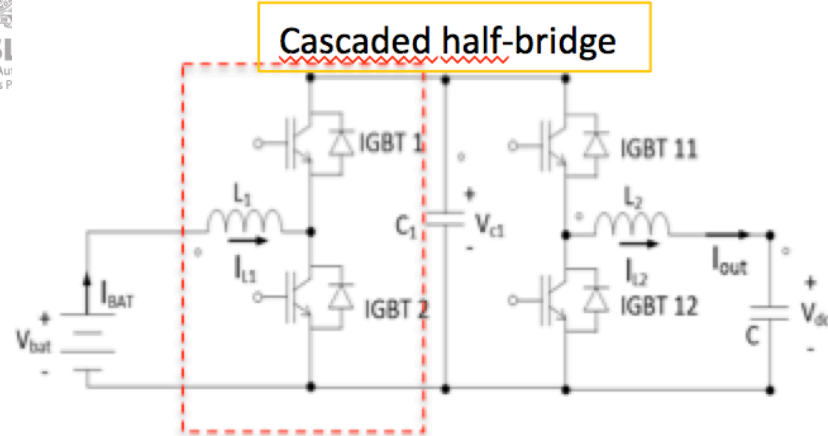 Cascaded half-bridge
IGBT 1
IGBT 11
L1
C1
+
Vc1
-
L2
IL1
IL2
Iout
IBAT
IGBT 2
IGBT 12
+
Vbat
-
C
+
-